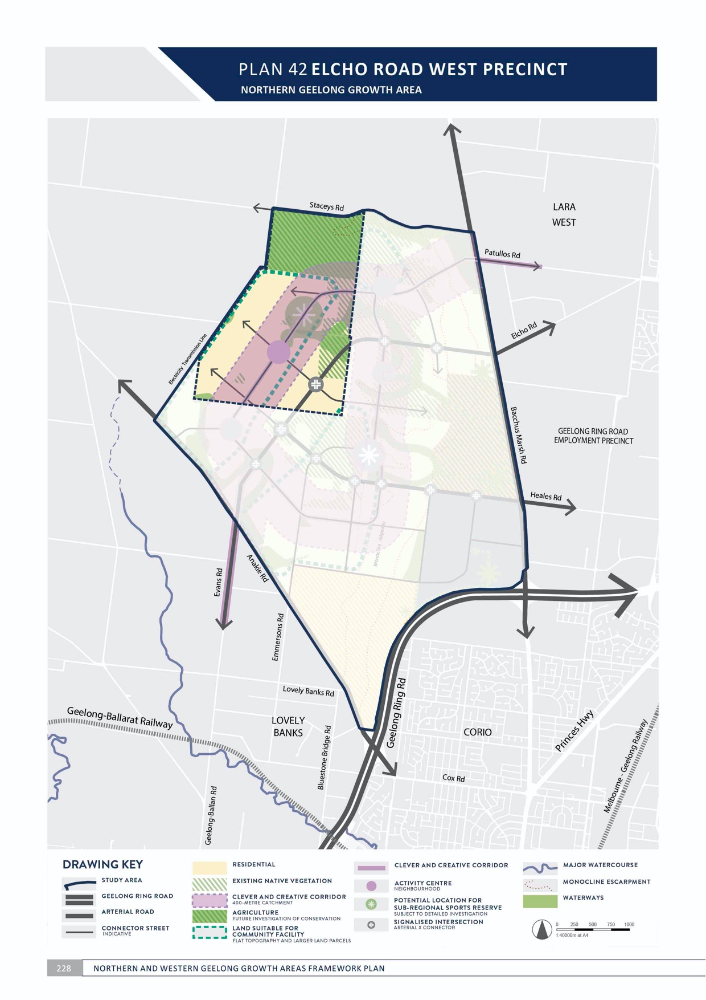 PLAN 42 ELCHO ROAD WEST PRECINCT
NORTHERN GEELONG GROWTH AREA
Staceys Rd
LARA
WEST
Patullos Rd
Elcho Rd
Electricity Transmission Line
Bacchus Marsh Rd
GEELONG RING ROAD
EMPLOYMENT PRECINCT
Heales Rd
Monocline ridgeway
Anakie Rd
Evans Rd
Emmersons Rd
Lovely Banks Rd
Geelong Ring Rd
Geelong-Ballarat Railway
LOVELY
BANKS
CORIO
Princes Hwy
Bluestone Bridge Rd
Melbourne - Geelong Railway
Cox Rd
Geelong-Ballan Rd
DRAWING KEY
STUDY AREA
GEELONG RING ROAD
ARTERIAL ROAD
CONNECTOR STREET
INDICATIVE
RESIDENTIAL
EXISTING NATIVE VEGETATION
CLEVER AND CREATIVE CORRIDOR
400-METRE CATCHMENT
AGRICULTURE
FUTURE INVESTIGATION OF CONSERVATION
LAND SUITABLE FOR
COMMUNITY FACILITY
FLAT TOPOGRAPHY AND LARGER LAND PARCELS
CLEVER AND CREATIVE CORRIDOR
ACTIVITY CENTRE
NEIGHBOURHOOD
POTENTIAL LOCATION FOR
SUB-REGIONAL SPORTS RESERVE
SUBJECT TO DETAILED INVESTIGATION
SIGNALISED INTERSECTION
ARTERIAL X CONNECTOR
MAJOR WATERCOURSE
MONOCLINE ESCARPMENT
WATERWAYS
0 250 500 750 1000
1:40000m at A4
228 NORTHERN AND WESTERN GEELONG GROWTH AREAS FRAMEWORK PLAN